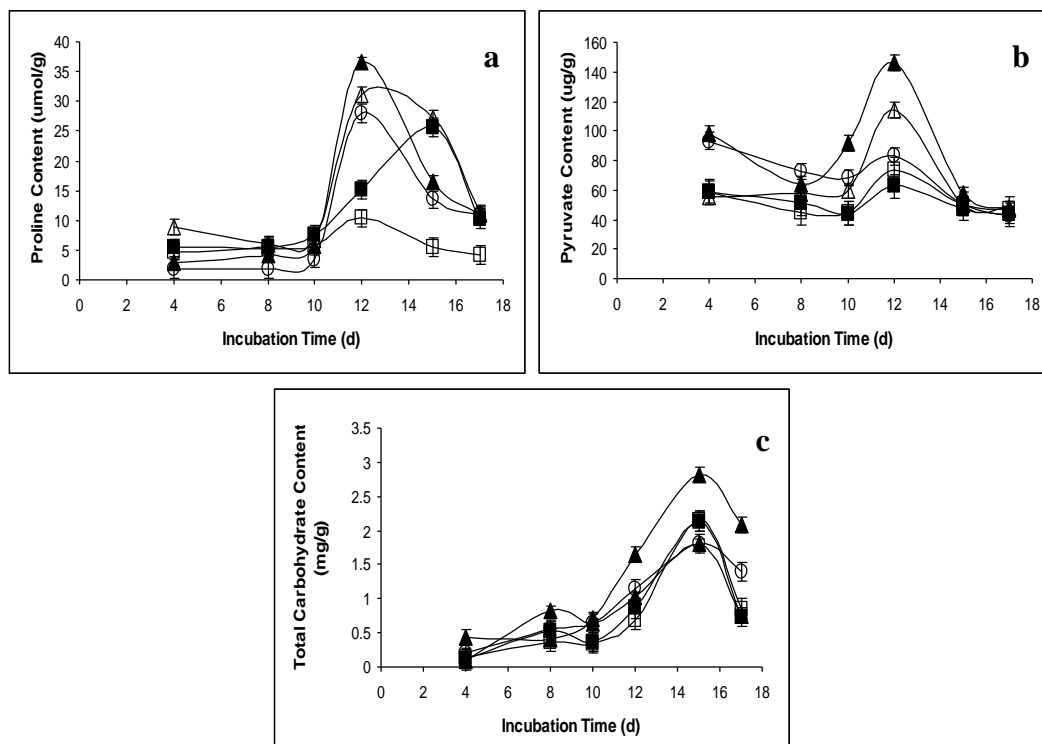 a
40
35
30
25
20
15
10
5
0
Proline Content (umol/g)
0 2 4 6 8 10 12 14 16 18
Incubation Time (d)
b
160
140
120
100
80
60
40
20
0
Pyruvate Content (ug/g)
0 2 4 6 8 10 12 14 16 18
Incubation Time (d)
c
3.5
3
2.5
2
1.5
1
0.5
0
Total Carbohydrate Content
(mg/g)
0 2 4 6 8 10 12 14 16 18
Incubation Time (d)